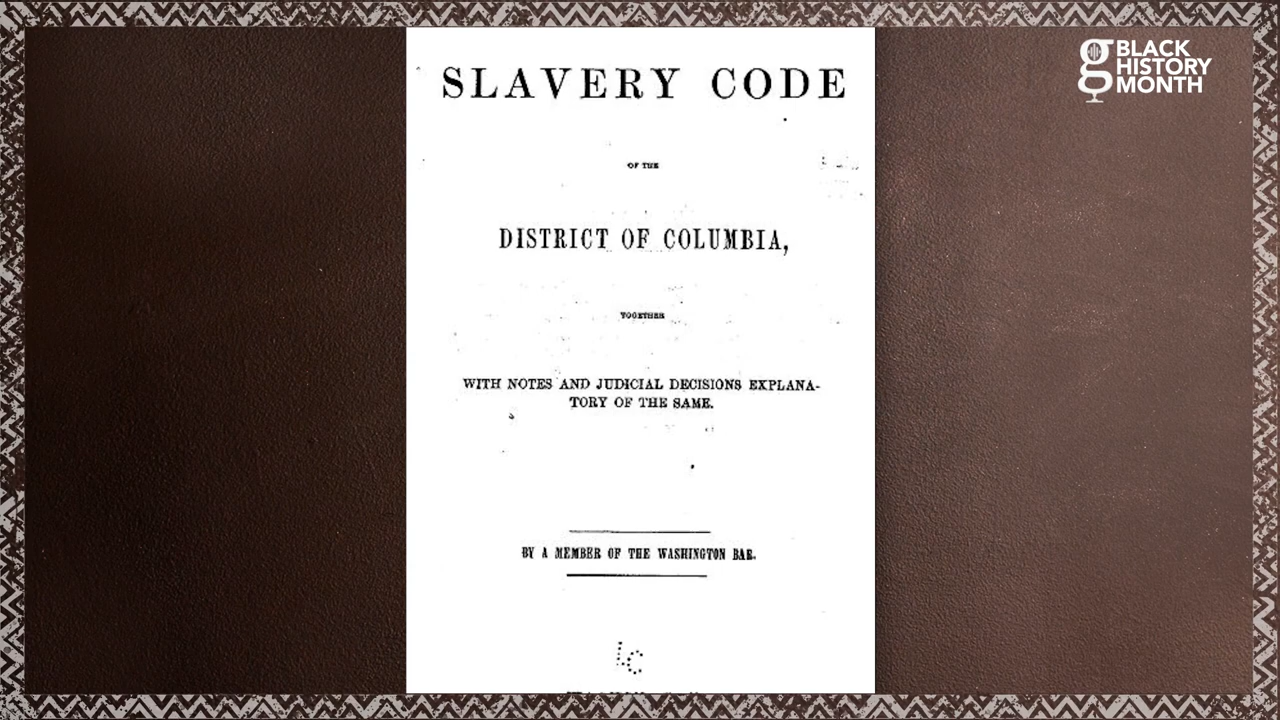 SLAVERY CODE
OF THE
DISTRICT OF COLUMBIA,
TOGETHER
WITH NOTES AND JUDICIAL DECISIONS EXPLANA-
TORY OF THE SAME.
BY A MEMBER OF THE WASHINGTON BAR.
LC
g BLACK
HISTORY
MONTH